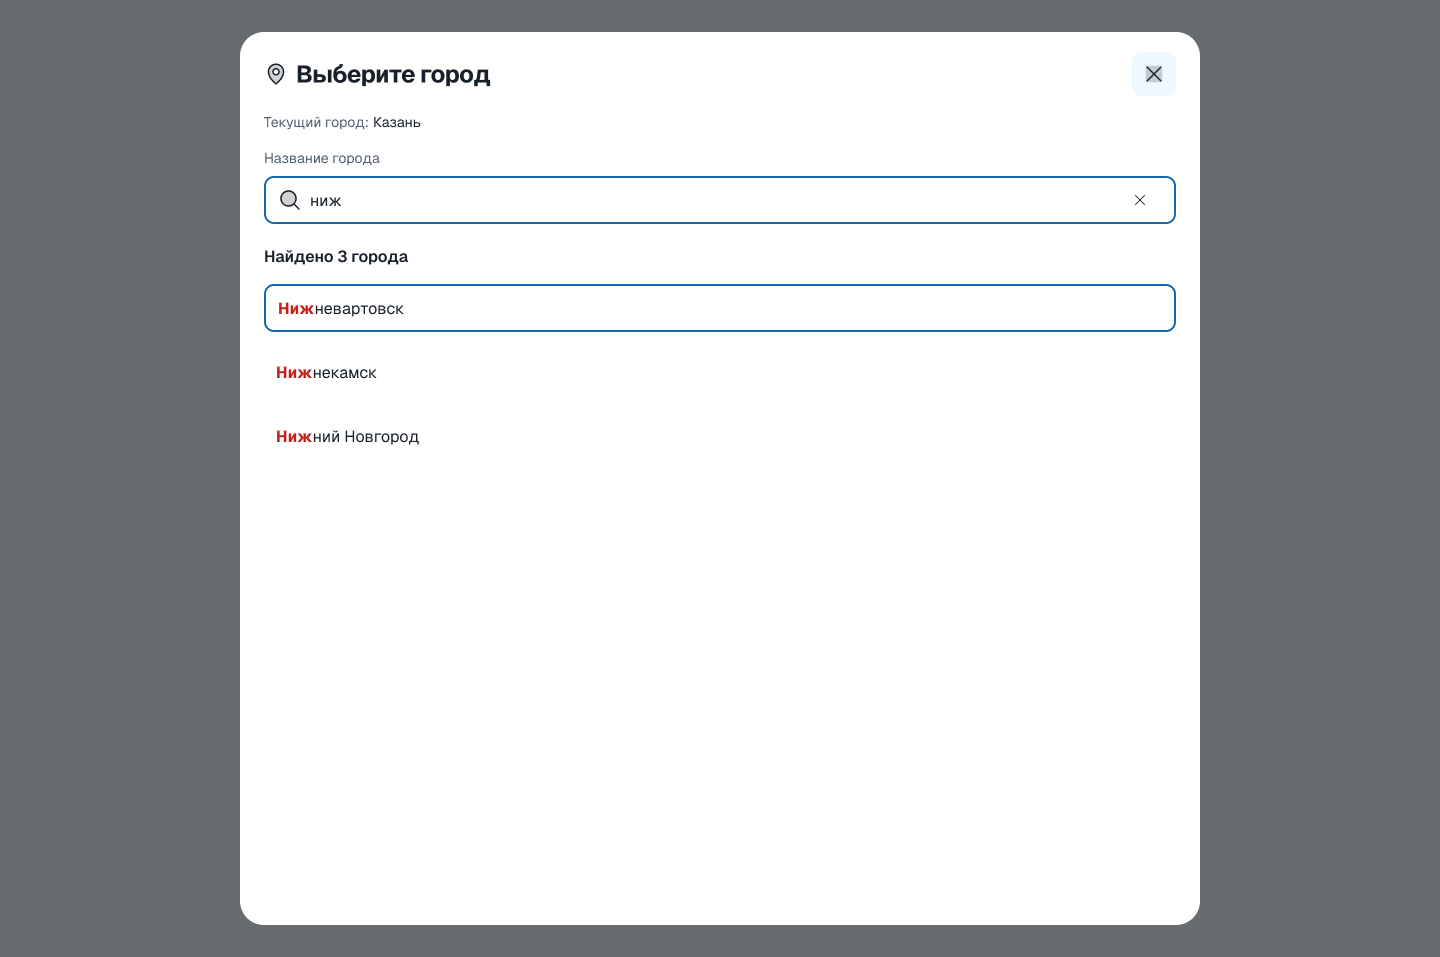 Выберите город
Текущий город: Казань
Название города
ниж
Найдено 3 города
Нижневартовск
Нижнекамск
Нижний Новгород